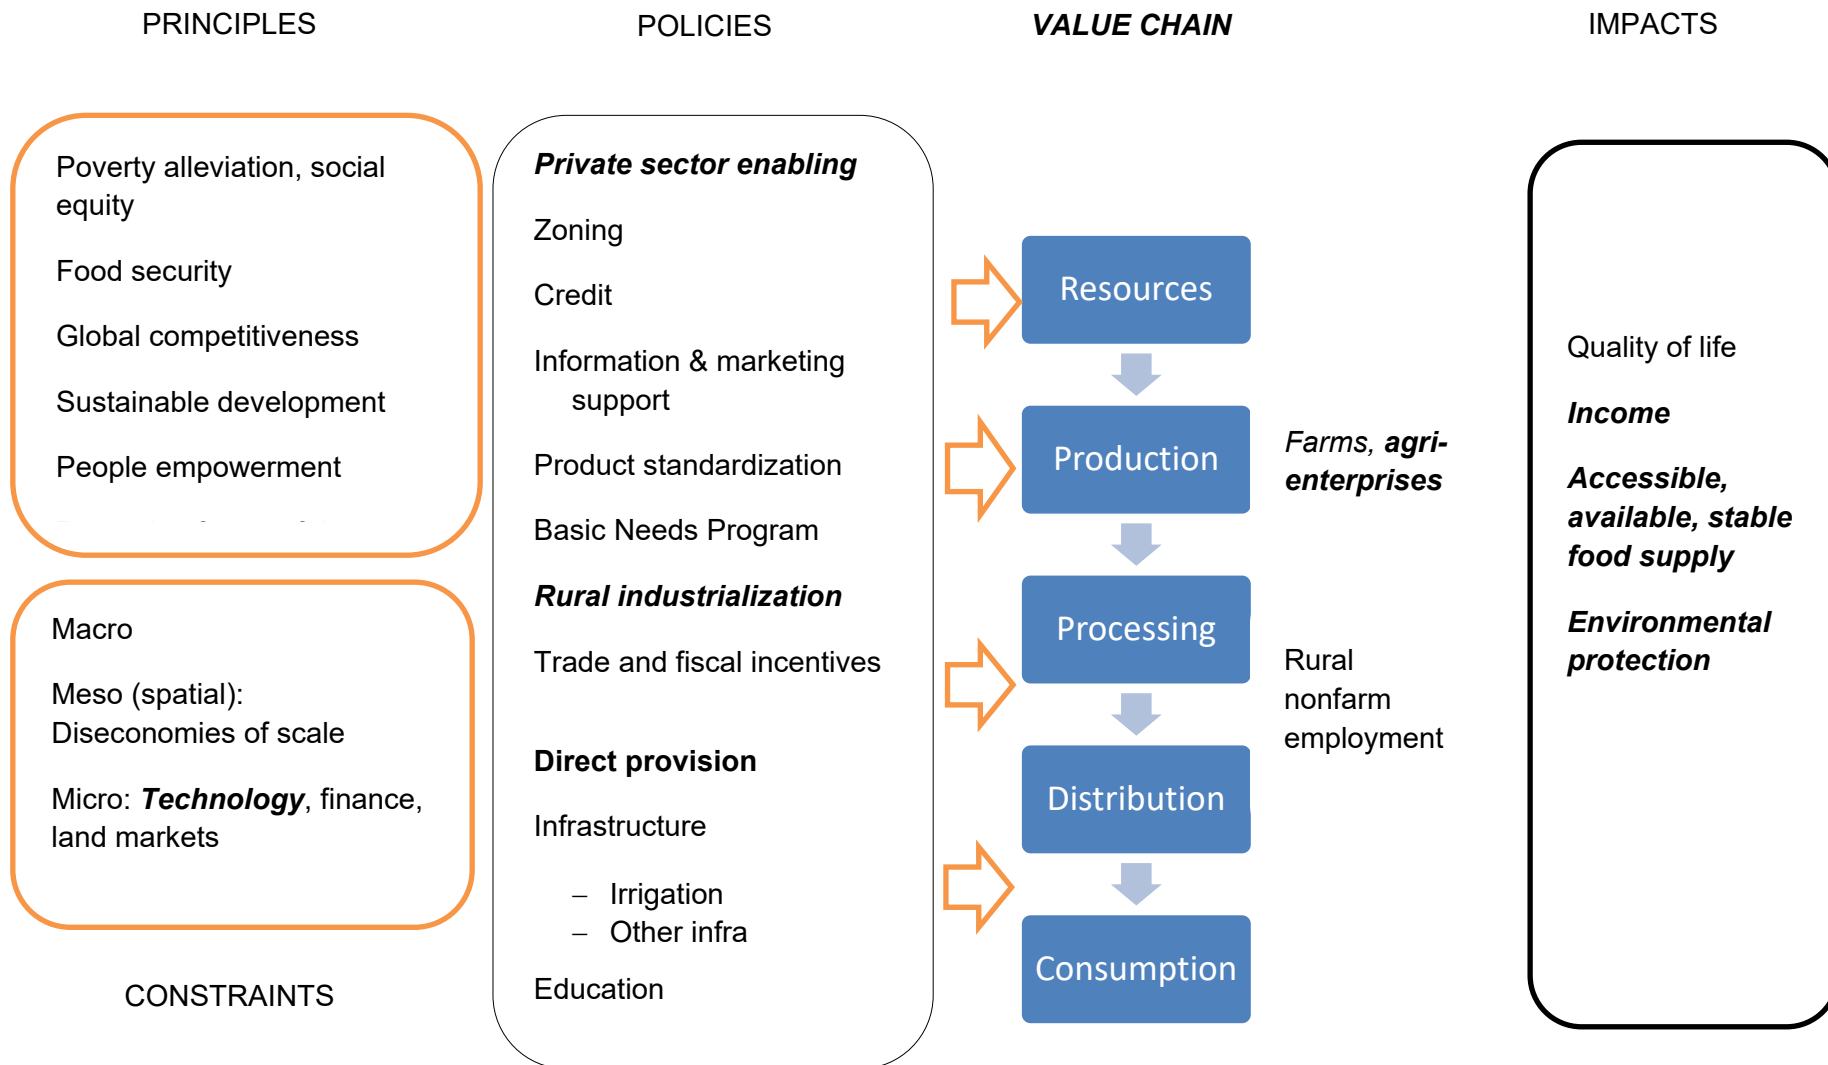 PRINCIPLES
POLICIES
VALUE CHAIN
IMPACTS
Poverty alleviation, social
equity
Food security
Global competitiveness
Sustainable development
People empowerment
Macro
Meso (spatial):
Diseconomies of scale
Micro: Technology, finance,
land markets
CONSTRAINTS
Private sector enabling
Zoning
Credit
Information & marketing
support
Product standardization
Basic Needs Program
Rural industrialization
Trade and fiscal incentives
Direct provision
Infrastructure
– Irrigation
– Other infra
Education
Resources
Production
Processing
Distribution
Consumption
Farms, agri-
enterprises
Rural
nonfarm
employment
Quality of life
Income
Accessible,
available, stable
food supply
Environmental
protection